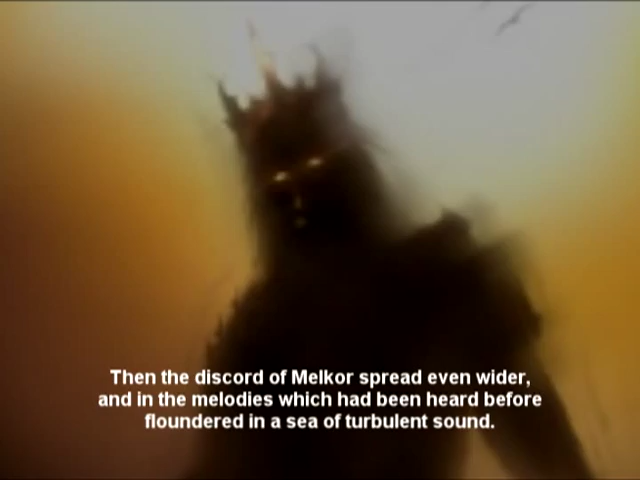 Then the discord of Melkor spread even wider,
and in the melodies which had been heard before
floundered in a sea of turbulent sound.